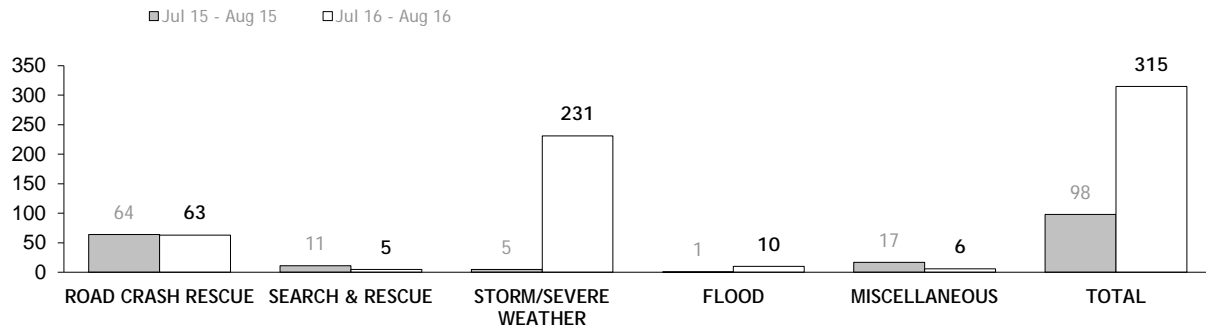 Jul 15 - Aug 15 Jul 16 - Aug 16
350
300
250
200
150
100
50
0
64 63 11 5 5 231 1 10 17 6 98 315
ROAD CRASH RESCUE SEARCH & RESCUE STORM/SEVERE WEATHER FLOOD MISCELLANEOUS TOTAL